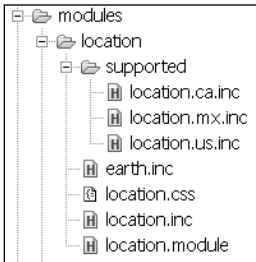 modules
location
supported
location.ca.inc
location.mx.inc
location.us.inc
earth.inc
location.css
location.inc
location.module